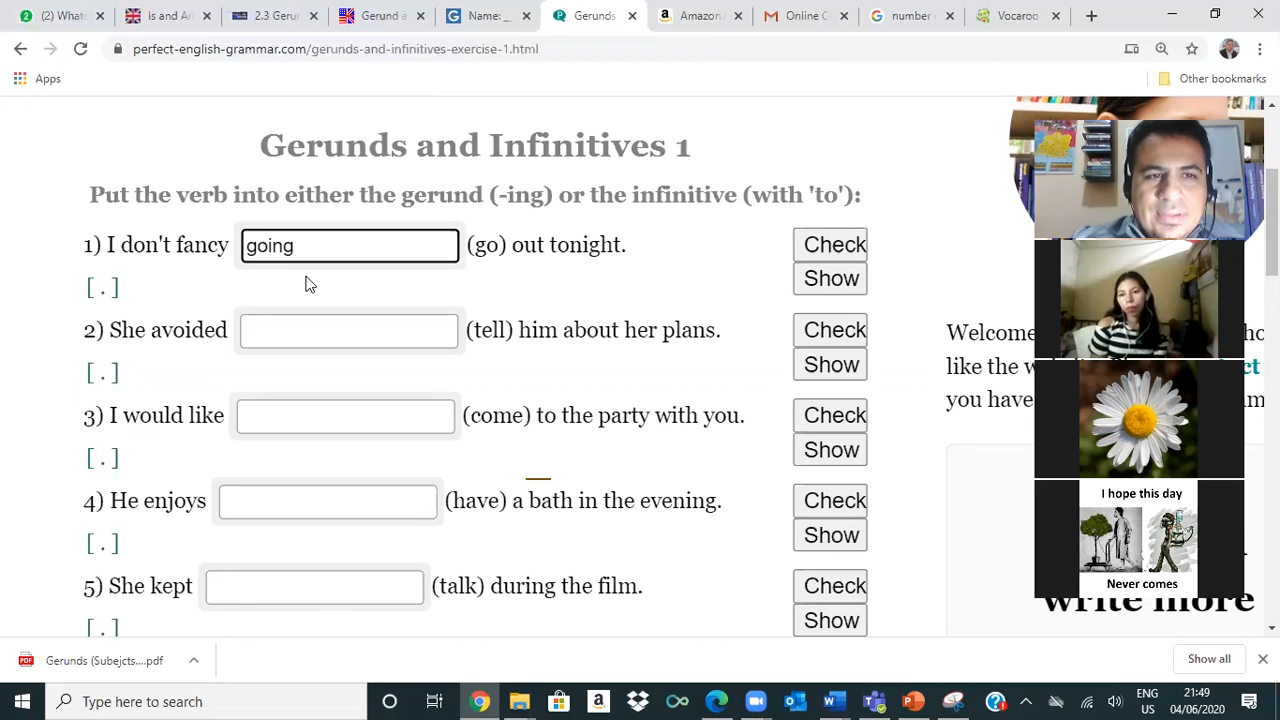 (2) Whats
is and Ar
2.3 Geru
Gerund a
Name:
Gerunds
Amazon.
Online C
number
Vocaroo
perfect-english-grammar.com/gerunds-and-infinitives-exercise-1.html
Apps
Other bookmarks
Gerunds and Infinitives 1
Put the verb into either the gerund (-ing) or the infinitive (with 'to'):
1) I don't fancy going (go) out tonight.
Check
Show
[ . ]
2) She avoided (tell) him about her plans.
Check
Show
[ . ]
3) I would like (come) to the party with you.
Check
Show
[ . ]
4) He enjoys (have) a bath in the evening.
Check
Show
[ . ]
5) She kept (talk) during the film.
Check
Show
[ . ]
Welcome
like the
you have
I hope this day
Never comes
write more
Gerunds (Subejcts....pdf
Show all
Type here to search
ENG
US
21:49
04/06/2020